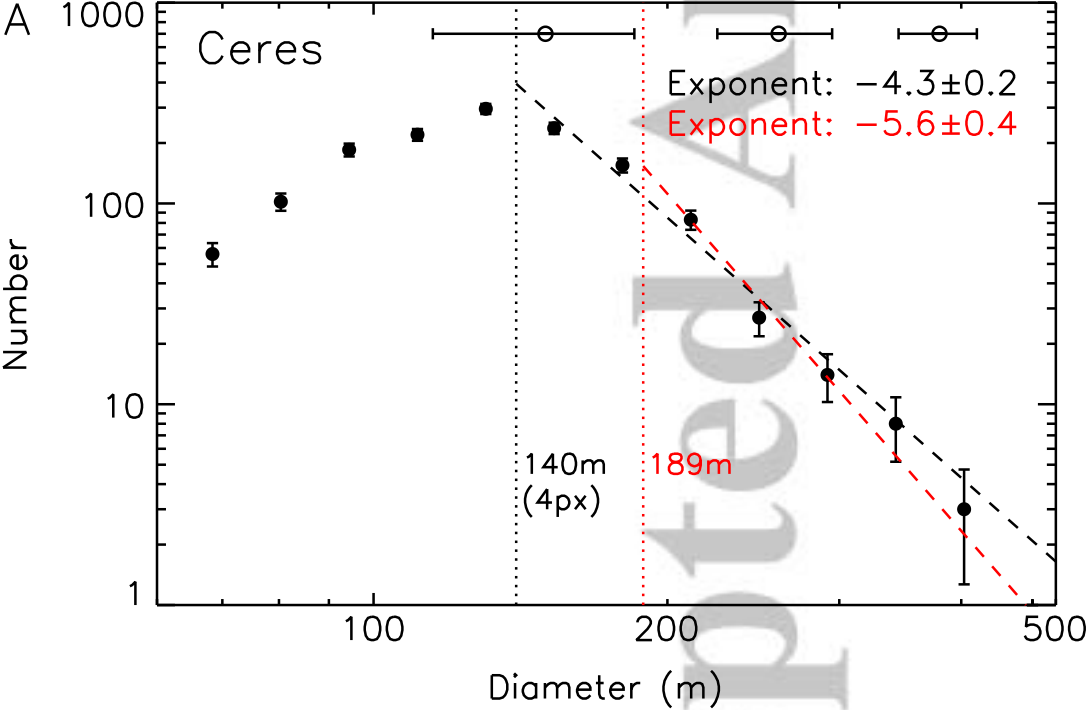 A
Ceres
Exponent: −4.3±0.2
Exponent: −5.6±0.4
1000
100
10
1
Number
140m
(4px)
189m
100
200
500
Diameter (m)
pted A